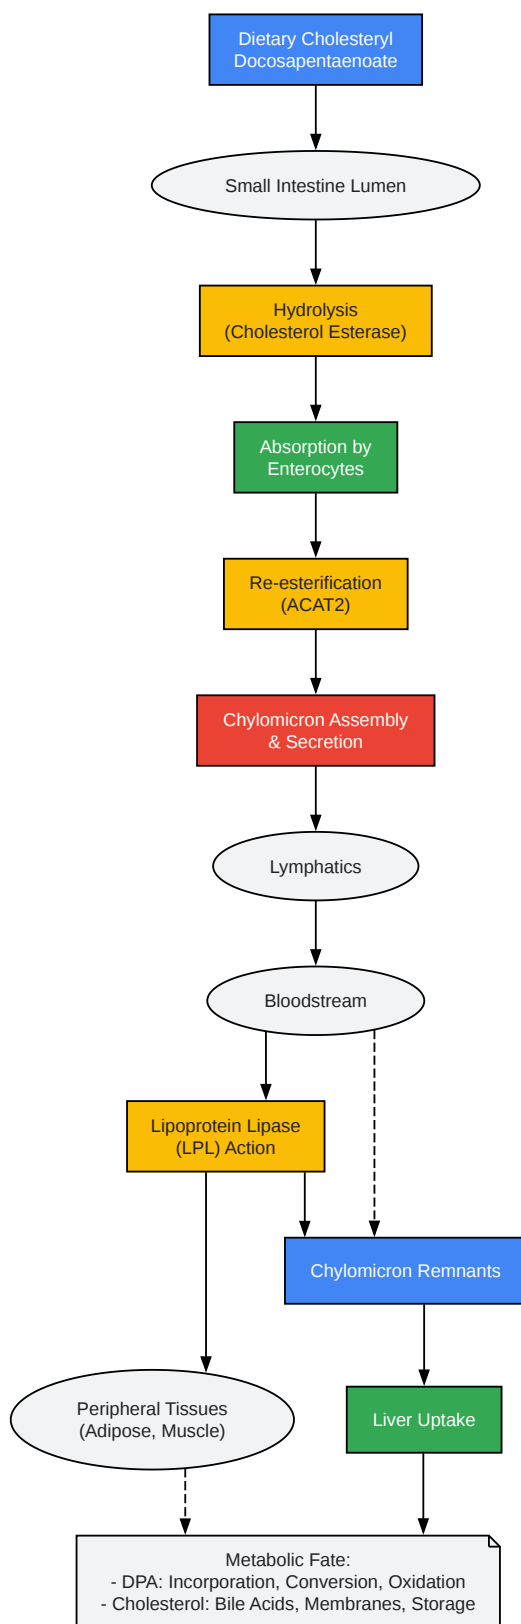 Dietary Cholesteryl
Docosapentaenoate
Small Intestine Lumen
Hydrolysis
(Cholesterol Esterase)
Absorption by
Enterocytes
Re-esterification
(ACAT2)
Chylomicron Assembly
& Secretion
Lymphatics
Bloodstream
Lipoprotein Lipase
(LPL) Action
Chylomicron Remnants
Peripheral Tissues
(Adipose, Muscle)
Liver Uptake
Metabolic Fate:
- DPA: Incorporation, Conversion, Oxidation
- Cholesterol: Bile Acids, Membranes, Storage